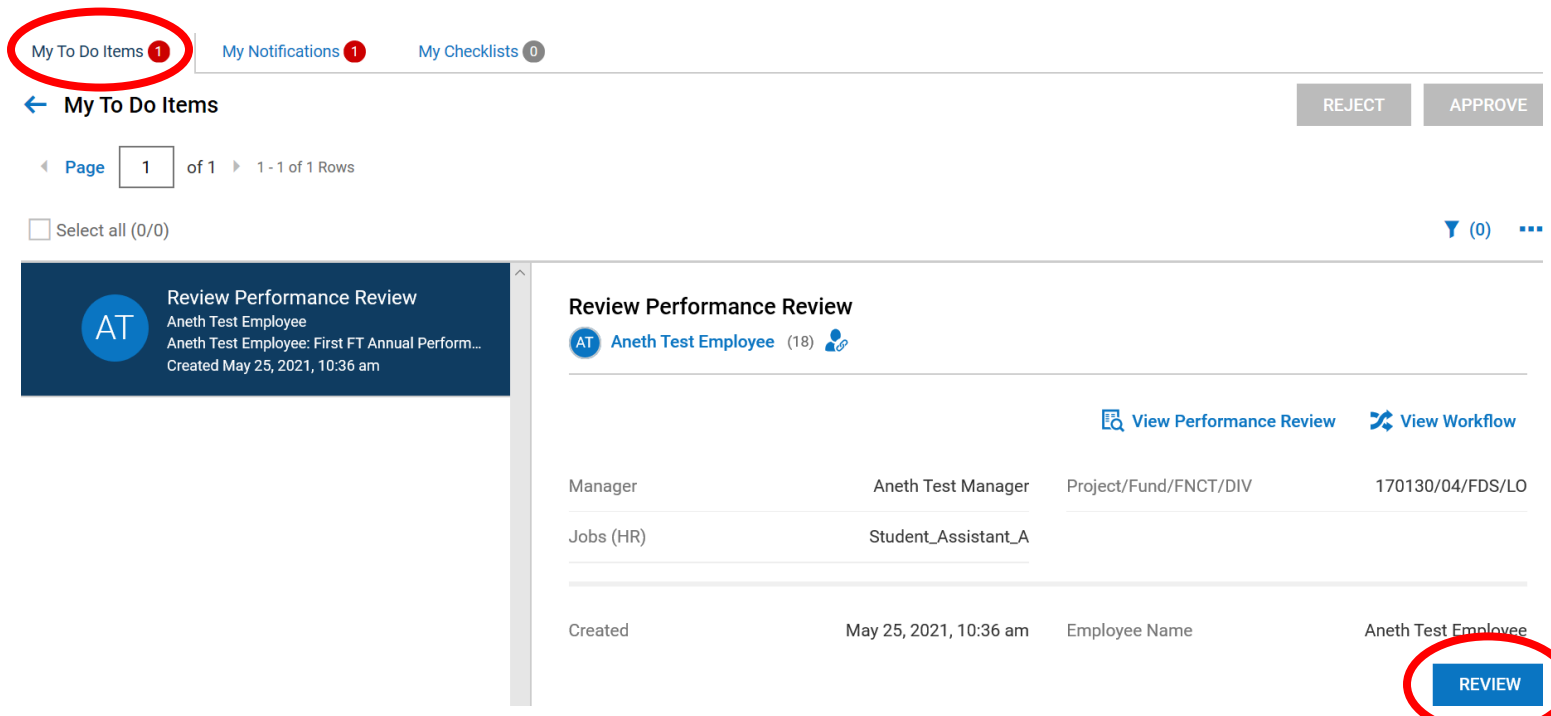 My To Do Items 1 My Notifications 1 My Checklists 0
My To Do Items REJECT APPROVE
Page 1 of 1 1 - 1 of 1 Rows
Select all (0/0) (0)
AT
Review Performance Review
Aneth Test Employee
Aneth Test Employee: First FT Annual Perform...
Created May 25, 2021, 10:36 am
Review Performance Review
AT Aneth Test Employee (18)
View Performance Review View Workflow
Manager Aneth Test Manager Project/Fund/FNCT/DIV 170130/04/FDS/LO
Jobs (HR) Student_Assistant_A
Created May 25, 2021, 10:36 am Employee Name Aneth Test Employee
REVIEW